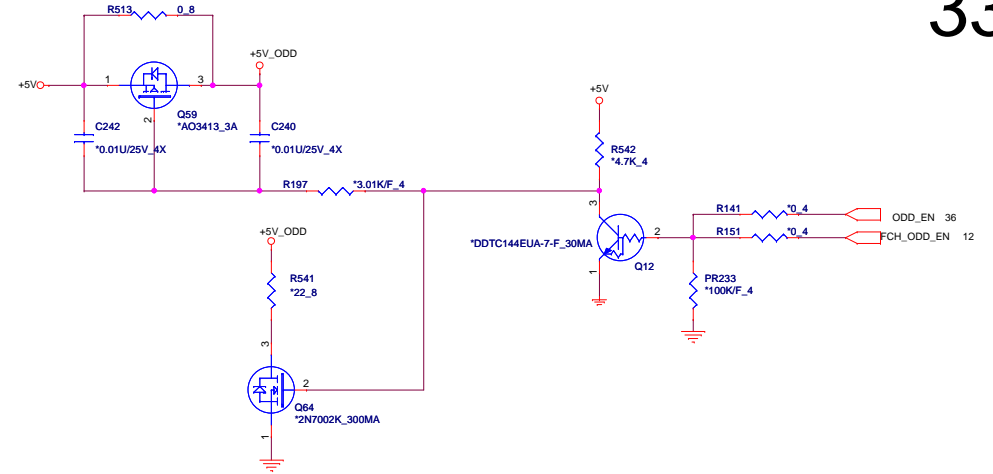 33
R513 0_8
+5V_ODD
+5V
1
3
2
Q59
*AO3413_3A
C242
*0.01U/25V_4X
C240
*0.01U/25V_4X
+5V
R542
*4.7K_4
R197 *3.01K/F_4
3
R141 *0_4
ODD_EN 36
R151 *0_4
FCH_ODD_EN 12
*DDTC144EUA-7-F_30MA
2
Q12
1
PR233
*100K/F_4
+5V_ODD
R541
*22_8
3
2
Q64
*2N7002K_300MA
1